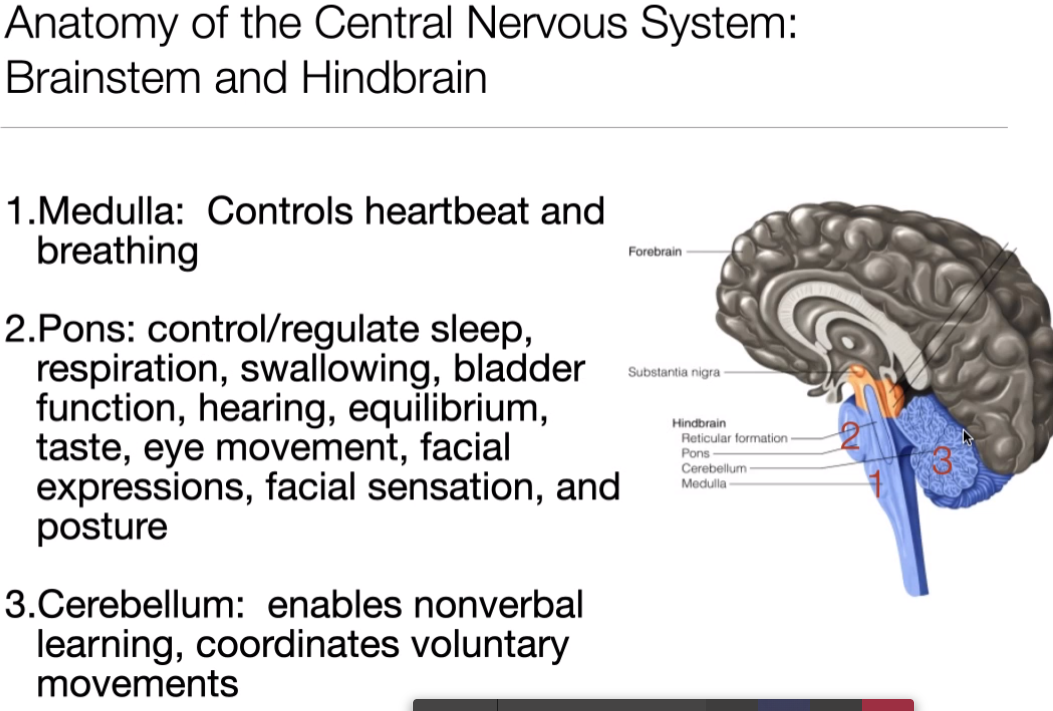 Anatomy of the Central Nervous System:
Brainstem and Hindbrain
1.Medulla: Controls heartbeat and
breathing
2.Pons: control/regulate sleep,
respiration, swallowing, bladder
function, hearing, equilibrium,
taste, eye movement, facial
expressions, facial sensation, and
posture
3.Cerebellum: enables nonverbal
learning, coordinates voluntary
movements
Forebrain
Substantia nigra
Hindbrain
Reticular formation
Pons
Cerebellum
Medulla
2
3
1